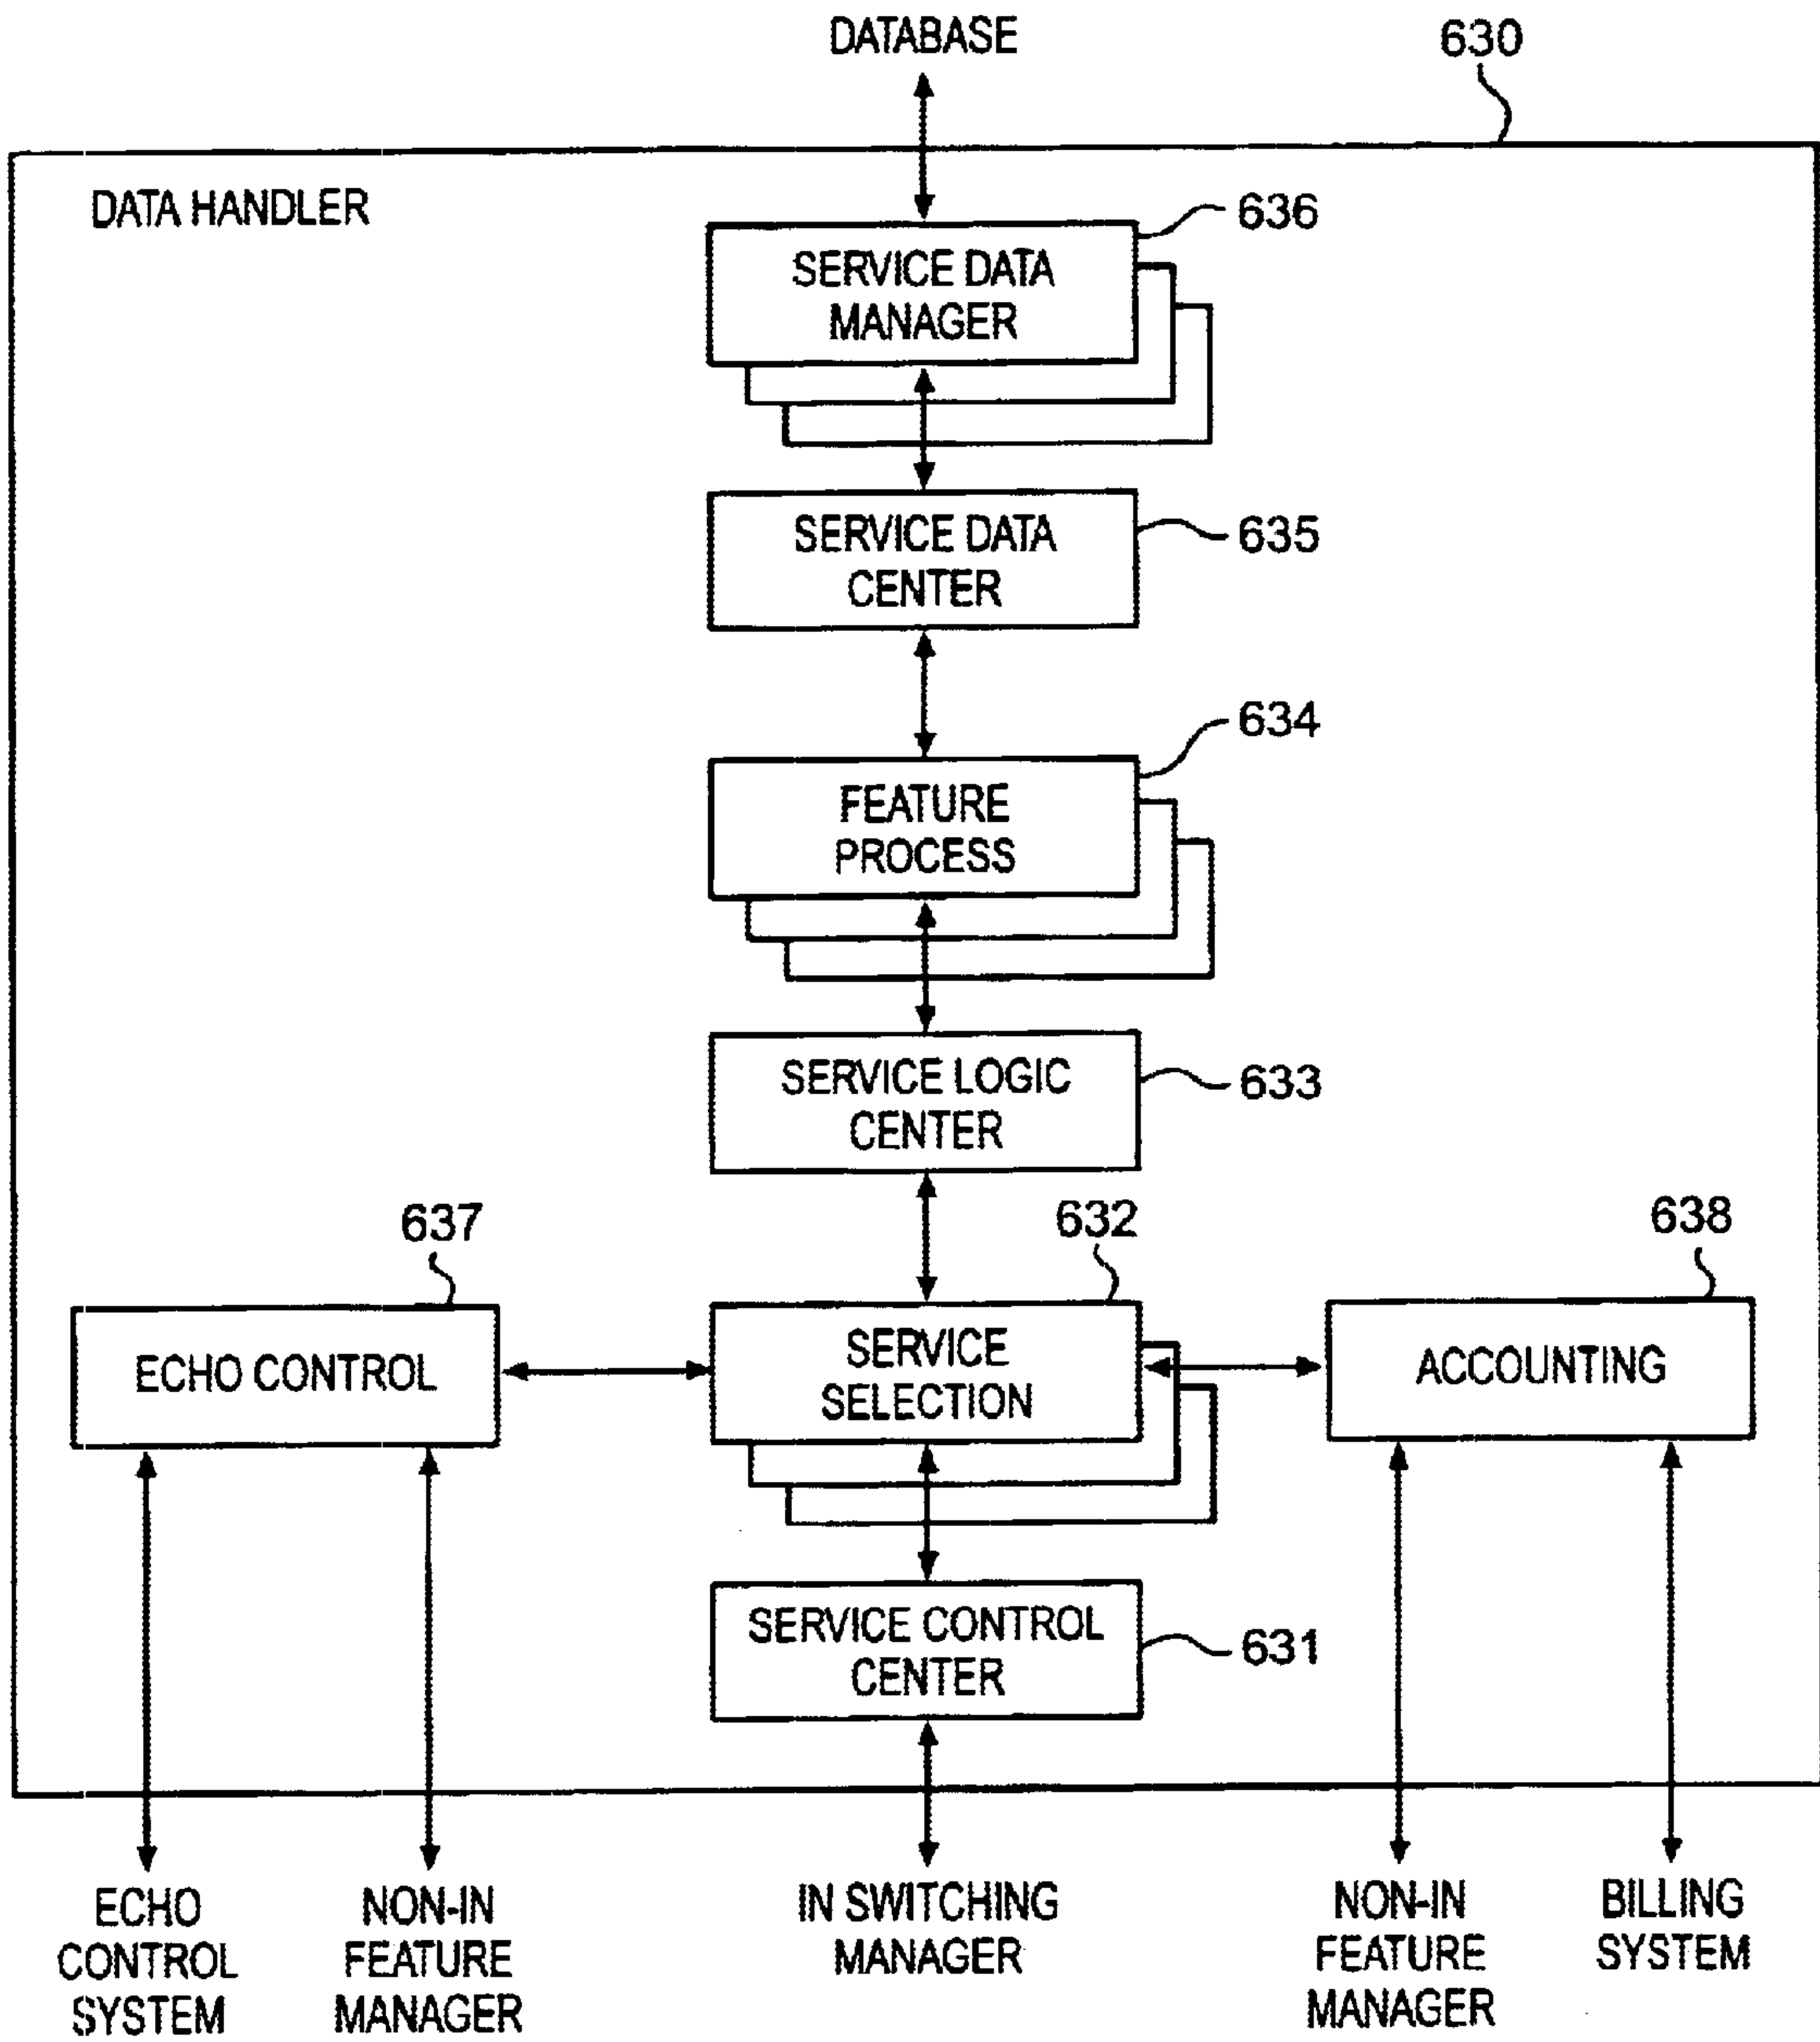 DATABASE
630
DATA HANDLER
636
SERVICE DATA
MANAGER
SERVICE DATA
CENTER
635
634
FEATURE
PROCESS
SERVICE LOGIC
CENTER
633
637
632
638
ECHO CONTROL
SERVICE
SELECTION
ACCOUNTING
SERVICE CONTROL
CENTER
631
ECHO
CONTROL
SYSTEM
NON-IN
FEATURE
MANAGER
IN SWITCHING
MANAGER
NON-IN
FEATURE
MANAGER
BILLING
SYSTEM